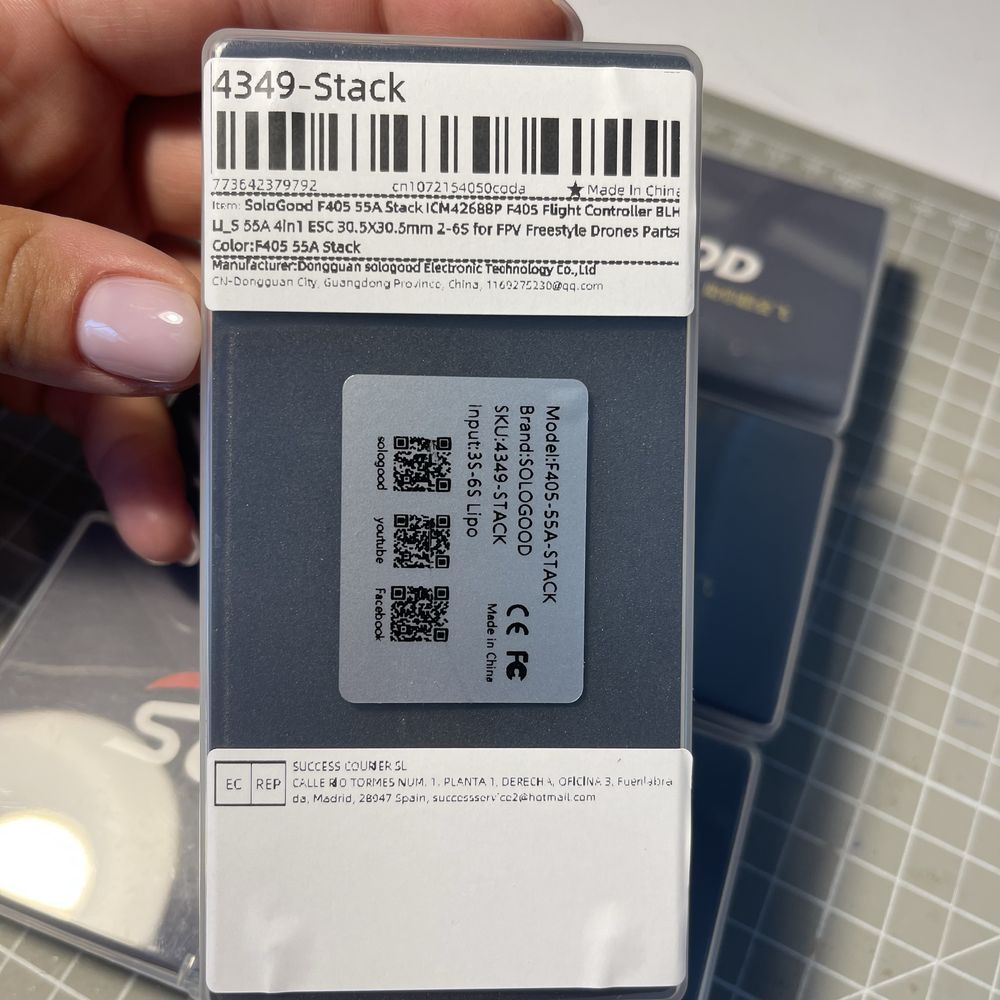 4349-Stack
773642379792 cn1072154050coda ★ Made In China
Item: SoloGood F405 55A Stack ICM42688P F405 Flight Controller BLH
LI_S 55A 4in1 ESC 30.5X30.5mm 2-6S for FPV Freestyle Drones Parts
Color:F405 55A Stack
Manufacturer:Dongguan sologood Electronic Technology Co.,Ltd
CN-Dongguan City, Guangdong Province, China, 1169275230@qq.com
Model:F405-55A-STACK
Brand:SOLOGOOD
SKU:4349-STACK
Input:3S-6S Lipo
CE FC
Made in China
sologood
youtube
Facebook
EC REP
SUCCESS COURIER SL
CALLE RIO TORMES NUM. 1, PLANTA 1, DERECHA, OFICINA 3, Fuenlabra
da, Madrid, 28947 Spain, successservice2@hotmail.com
OD